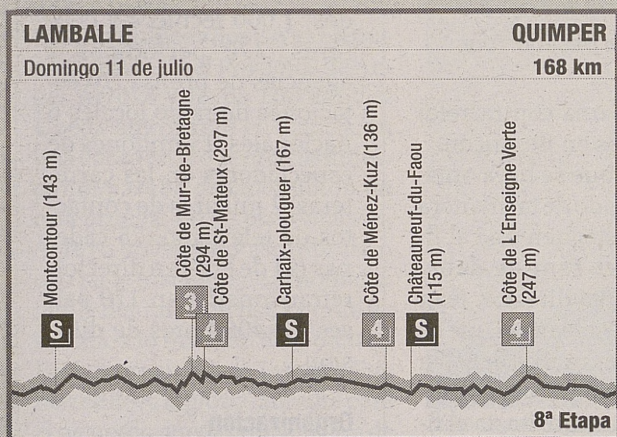 LAMBALLE QUIMPER
Domingo 11 de julio 168 km
Montcontour (143 m)
Côte de Mur-de-Bretagne
(294 m)
Côte de St-Mateux (297 m)
Carhaix-plouguer (167 m)
Côte de Ménez-Kuz (136 m)
Châteauneuf-du-Faou
(115 m)
Côte de L'Enseigne Verte
(247 m)
S 3 4 S 4 S 4
8ª Etapa